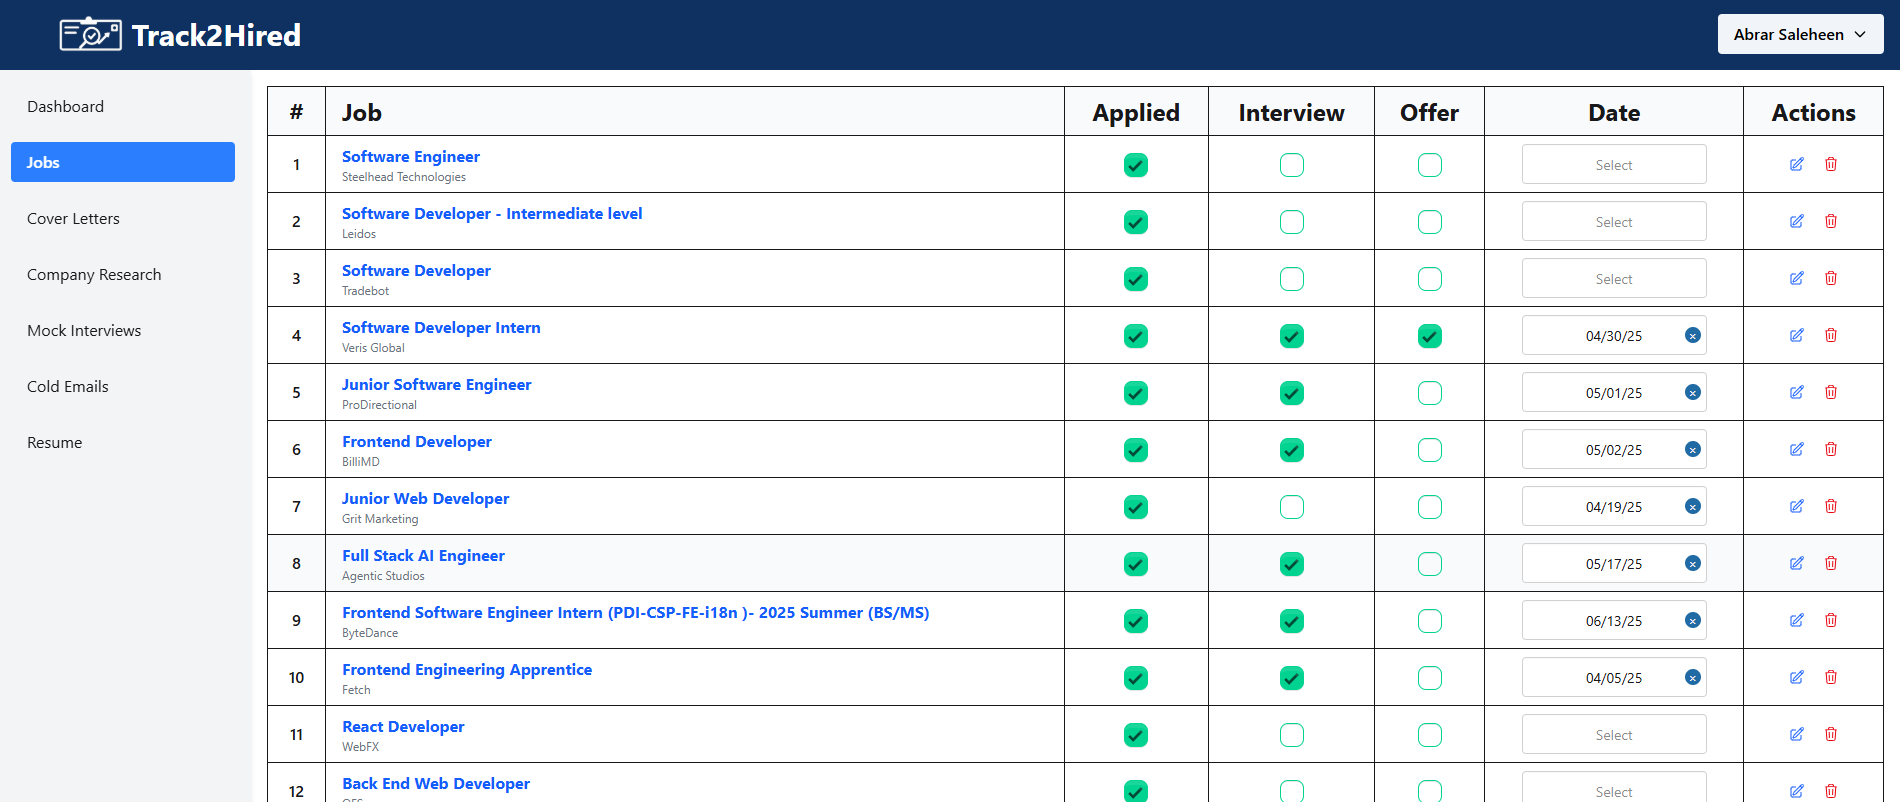 Track2Hired
Abrar Saleheen
Dashboard
Jobs
Cover Letters
Company Research
Mock Interviews
Cold Emails
Resume
# Job Applied Interview Offer Date Actions
1 Software Engineer Select
Steelhead Technologies
2 Software Developer - Intermediate level Select
Leidos
3 Software Developer Select
Tradebot
4 Software Developer Intern 04/30/25
Veris Global
5 Junior Software Engineer 05/01/25
ProDirectional
6 Frontend Developer 05/02/25
BilliMD
7 Junior Web Developer 04/19/25
Grit Marketing
8 Full Stack AI Engineer 05/17/25
Agentic Studios
9 Frontend Software Engineer Intern (PDI-CSP-FE-i18n )- 2025 Summer (BS/MS) 06/13/25
ByteDance
10 Frontend Engineering Apprentice 04/05/25
Fetch
11 React Developer Select
WebFX
12 Back End Web Developer Select